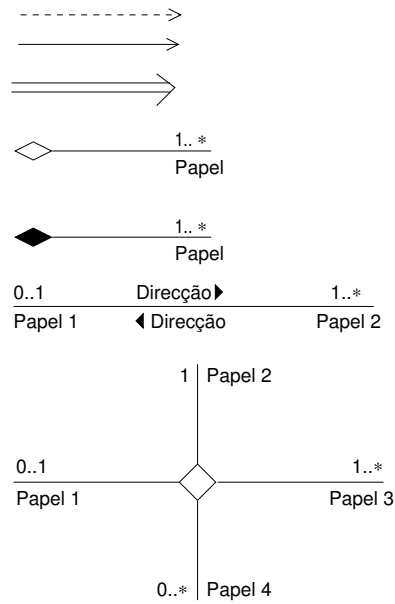 1.. *
Papel
1.. *
Papel
0..1 Direcção 1..*
Papel 1 Direcção Papel 2
1 Papel 2
0..1 1..*
Papel 1 Papel 3
0..* Papel 4